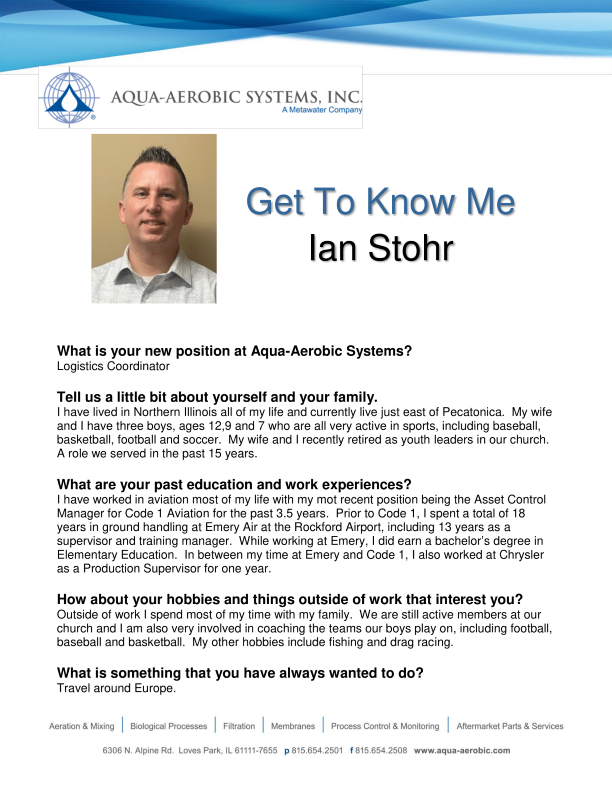 AQUA-AEROBIC SYSTEMS, INC.
A Metawater Company
®
Get To Know Me
Ian Stohr
What is your new position at Aqua-Aerobic Systems?
Logistics Coordinator
Tell us a little bit about yourself and your family.
I have lived in Northern Illinois all of my life and currently live just east of Pecatonica.  My wife
and I have three boys, ages 12,9 and 7 who are all very active in sports, including baseball,
basketball, football and soccer.  My wife and I recently retired as youth leaders in our church.
A role we served in the past 15 years.
What are your past education and work experiences?
I have worked in aviation most of my life with my mot recent position being the Asset Control
Manager for Code 1 Aviation for the past 3.5 years.  Prior to Code 1, I spent a total of 18
years in ground handling at Emery Air at the Rockford Airport, including 13 years as a
supervisor and training manager.  While working at Emery, I did earn a bachelor's degree in
Elementary Education.  In between my time at Emery and Code 1, I also worked at Chrysler
as a Production Supervisor for one year.
How about your hobbies and things outside of work that interest you?
Outside of work I spend most of my time with my family.  We are still active members at our
church and I am also very involved in coaching the teams our boys play on, including football,
baseball and basketball.  My other hobbies include fishing and drag racing.
What is something that you have always wanted to do?
Travel around Europe.
Aeration & Mixing | Biological Processes | Filtration | Membranes | Process Control & Monitoring | Aftermarket Parts & Services
6306 N. Alpine Rd.  Loves Park, IL 61111-7655  p 815.654.2501  f 815.654.2508  www.aqua-aerobic.com